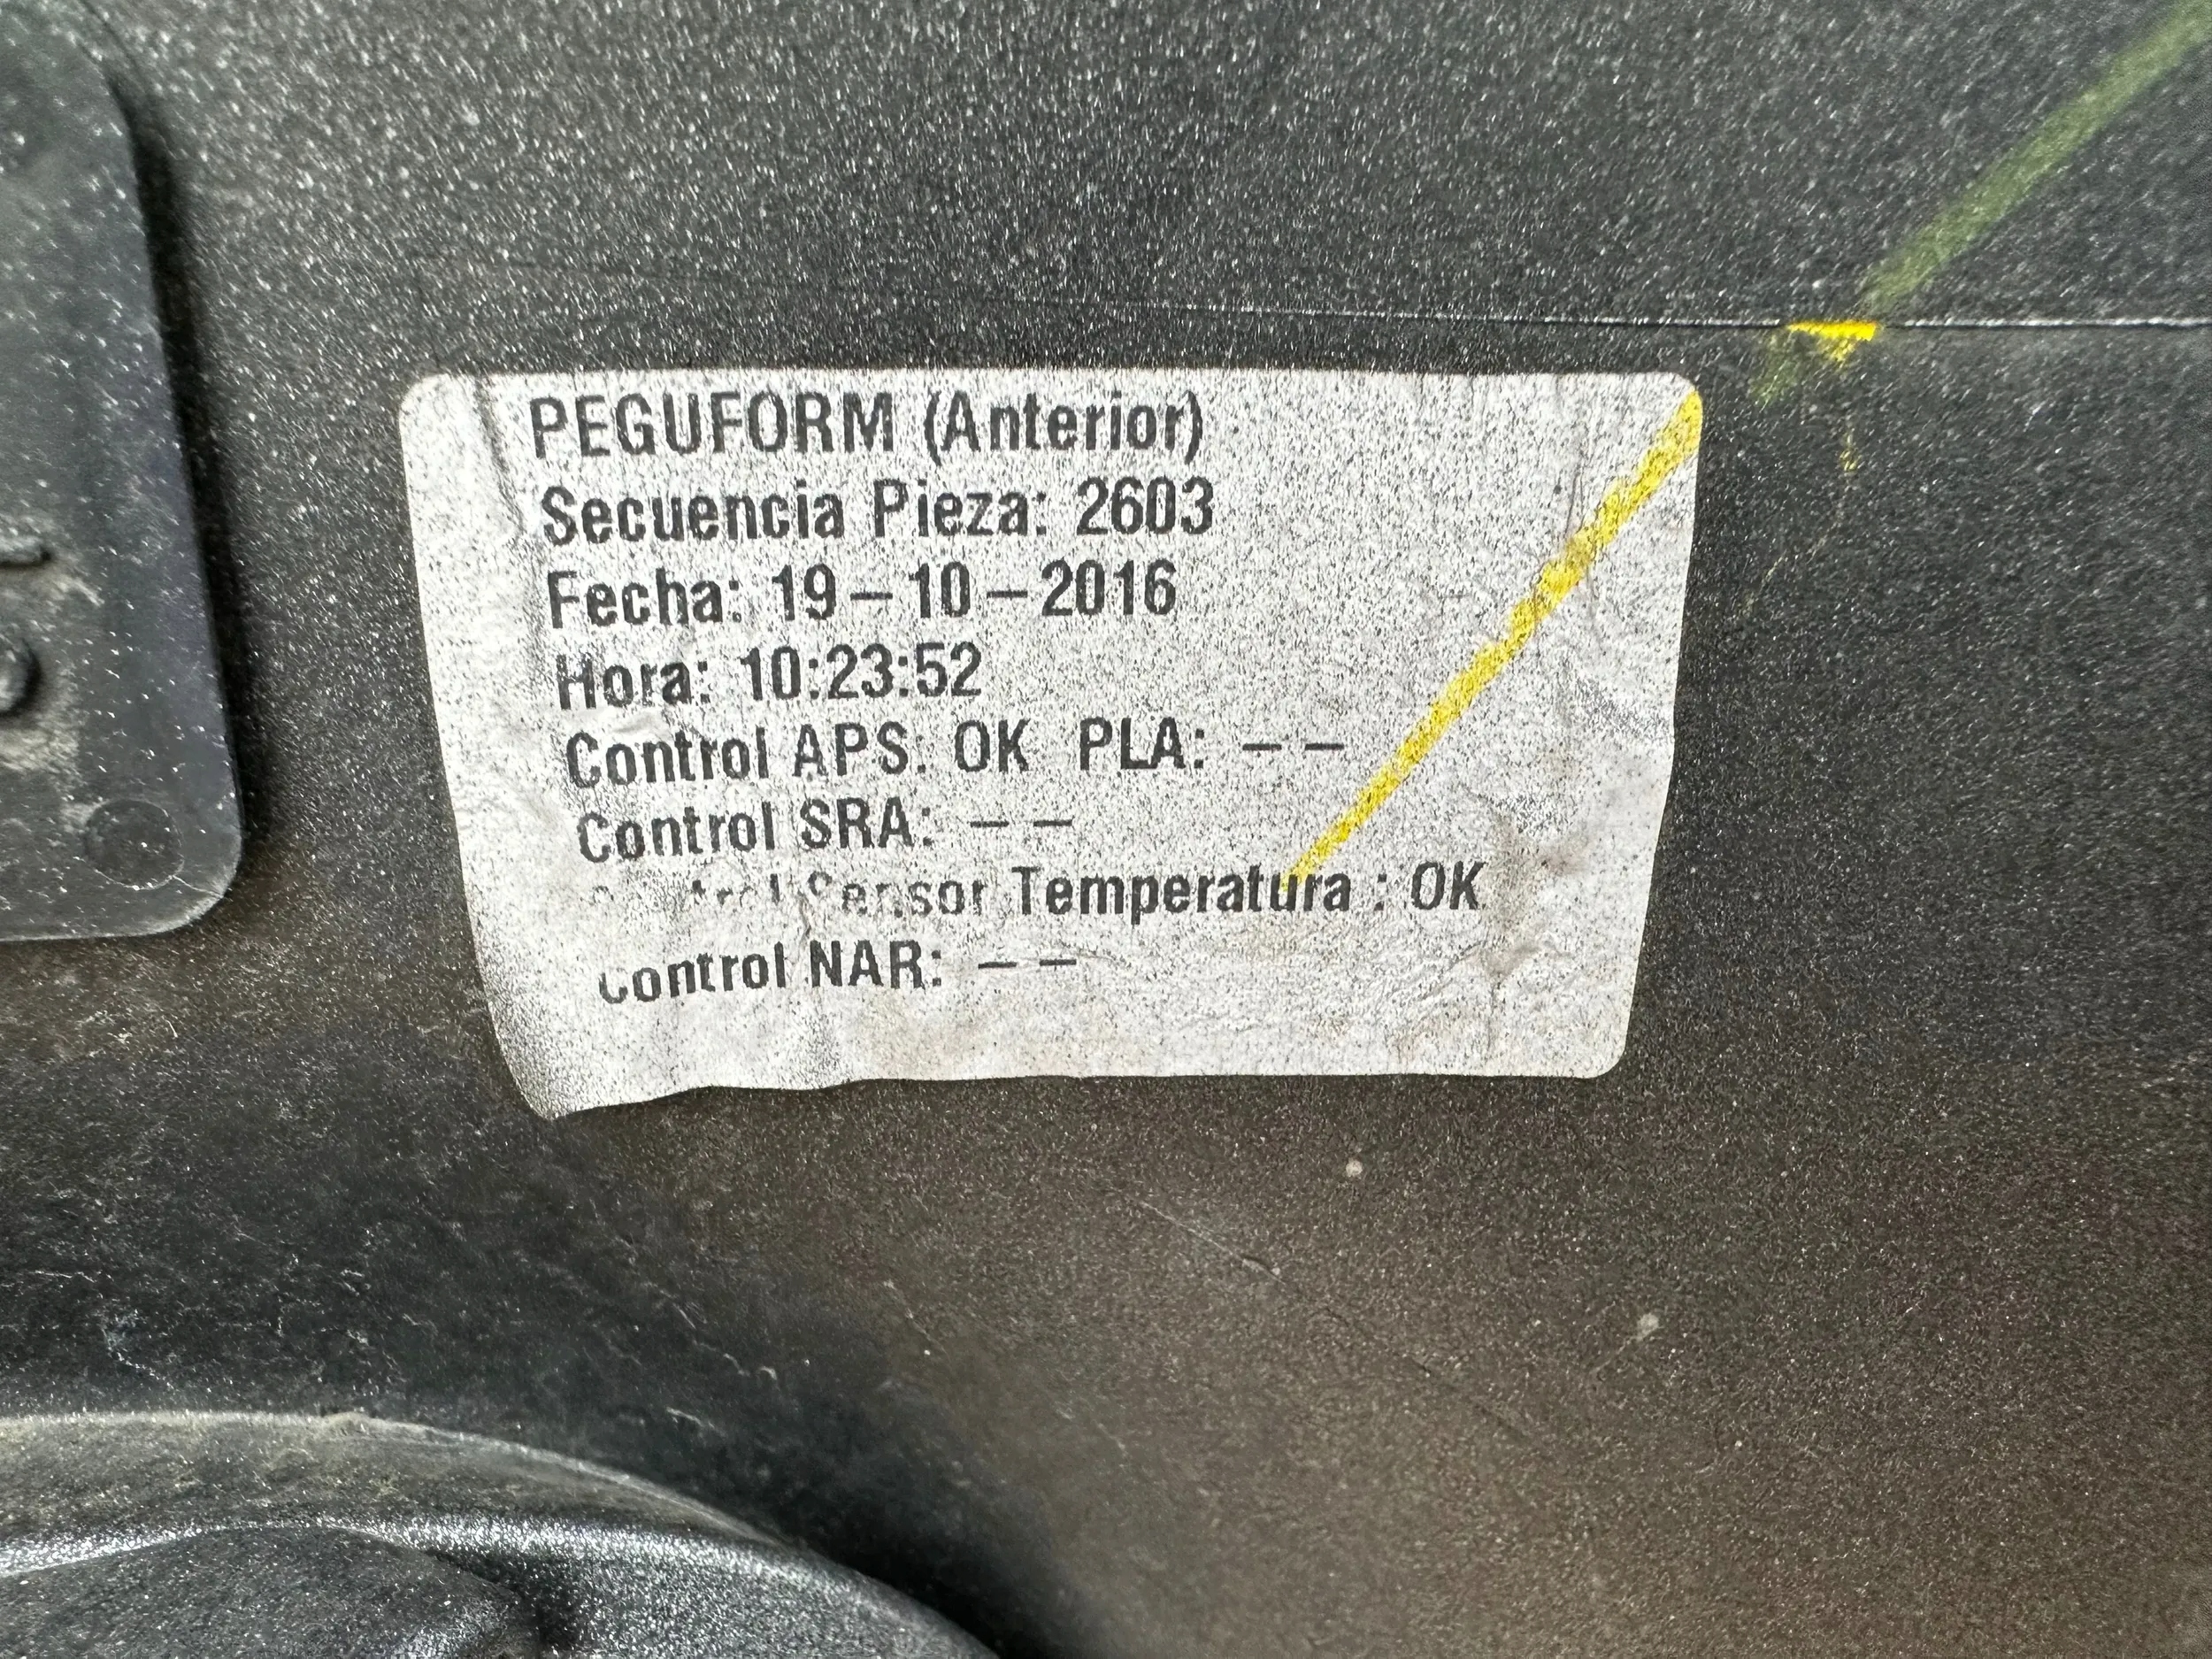 PEGUFORM (Anterior)
Secuencia Pieza: 2603
Fecha: 19-10-2016
Hora: 10:23:52
Control APS: OK PLA: --
Control SRA: --
Control Sensor Temperatura : OK
Control NAR: --